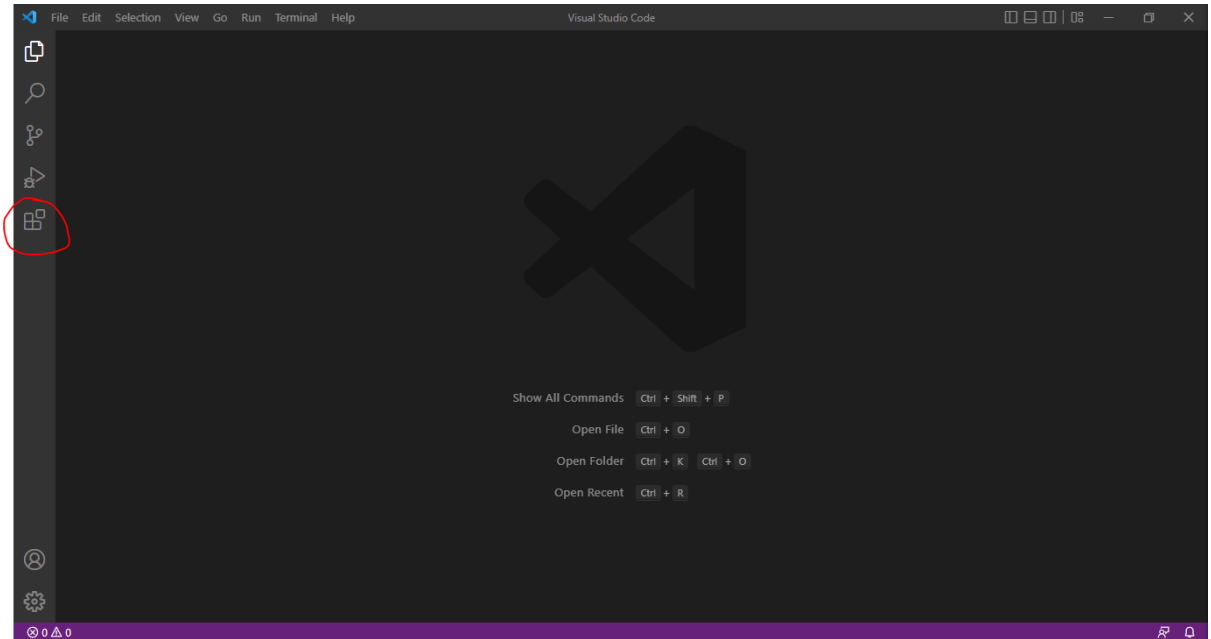 File Edit Selection View Go Run Terminal Help Visual Studio Code
Show All Commands Ctrl + Shift + P
Open File Ctrl + O
Open Folder Ctrl + K Ctrl + O
Open Recent Ctrl + R
0 0